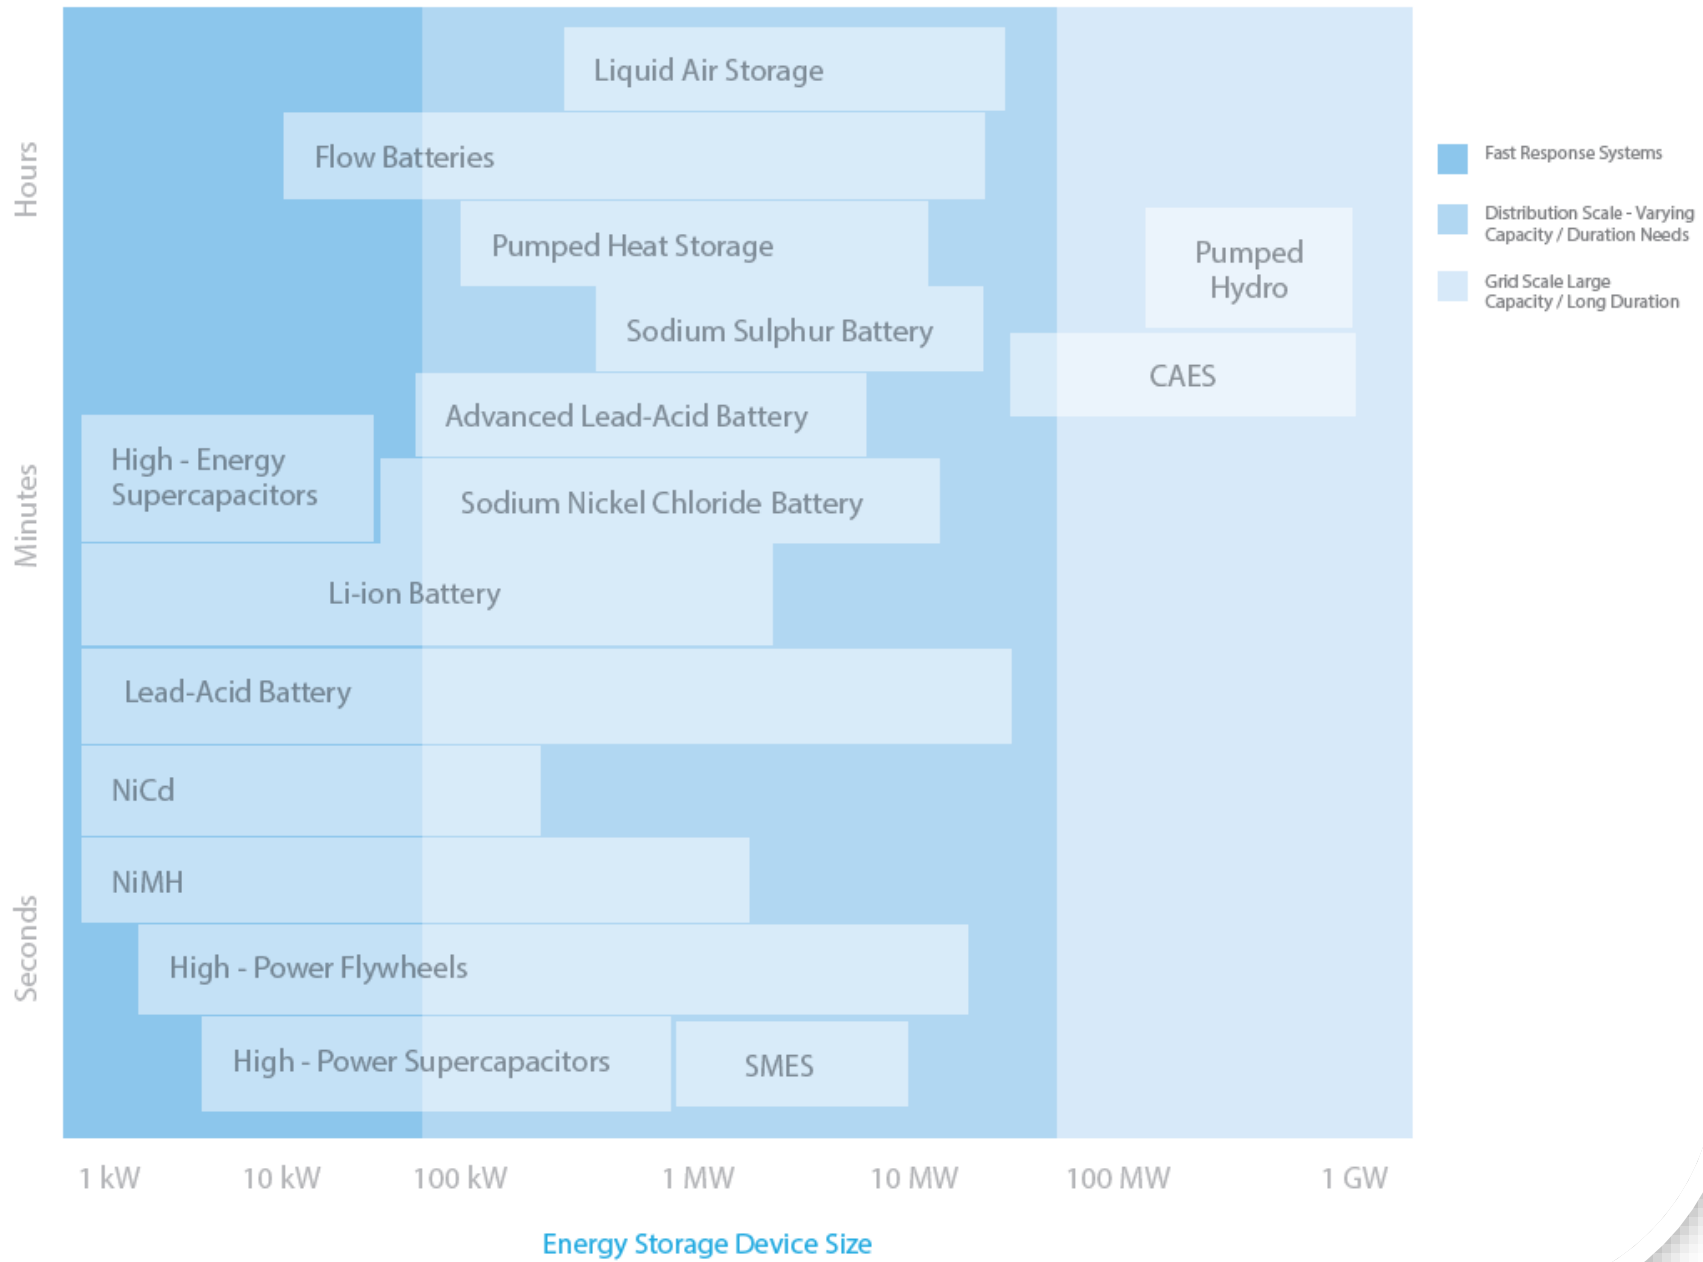 Liquid Air Storage
Flow Batteries
Pumped Heat Storage
Sodium Sulphur Battery
Pumped
Hydro
CAES
Advanced Lead-Acid Battery
High - Energy
Supercapacitors
Sodium Nickel Chloride Battery
Li-ion Battery
Lead-Acid Battery
NiCd
NiMH
High - Power Flywheels
High - Power Supercapacitors
SMES
Hours
Minutes
Seconds
1 kW
10 kW
100 kW
1 MW
10 MW
100 MW
1 GW
Energy Storage Device Size
Fast Response Systems
Distribution Scale - Varying
Capacity / Duration Needs
Grid Scale Large
Capacity / Long Duration